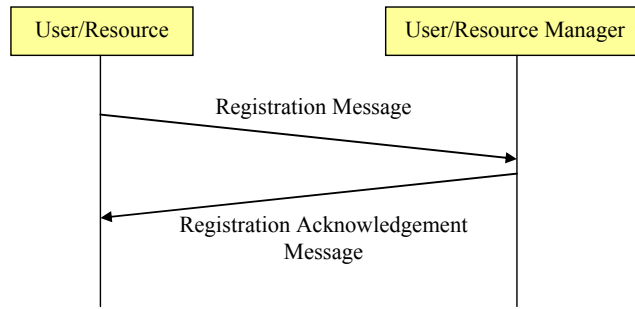 User/Resource
User/Resource Manager
Registration Message
Registration Acknowledgement
Message